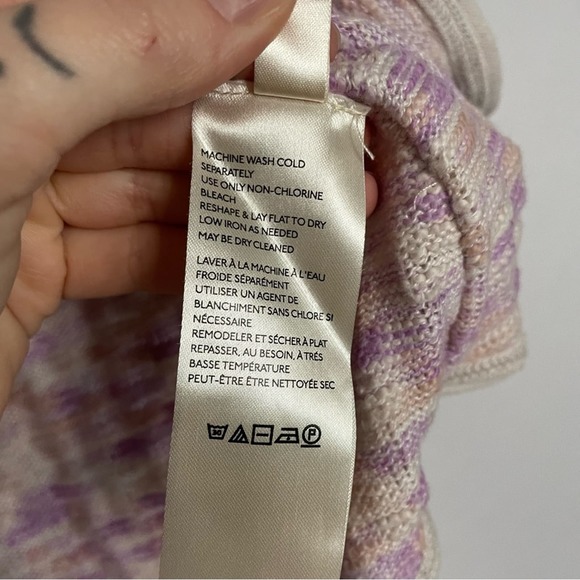 MACHINE WASH COLD
SEPARATELY
USE ONLY NON-CHLORINE
BLEACH
RESHAPE & LAY FLAT TO DRY
LOW IRON AS NEEDED
MAY BE DRY CLEANED
LAVER À LA MACHINE À L'EAU
FROIDE SÉPARÉMENT
UTILISER UN AGENT DE
BLANCHIMENT SANS CHLORE SI
NÉCESSAIRE
REMODELER ET SÉCHER À PLAT
REPASSER, AU BESOIN, À TRÉS
BASSE TEMPÉRATURE
PEUT-ÊTRE ÊTRE NETTOYÉE SEC
P